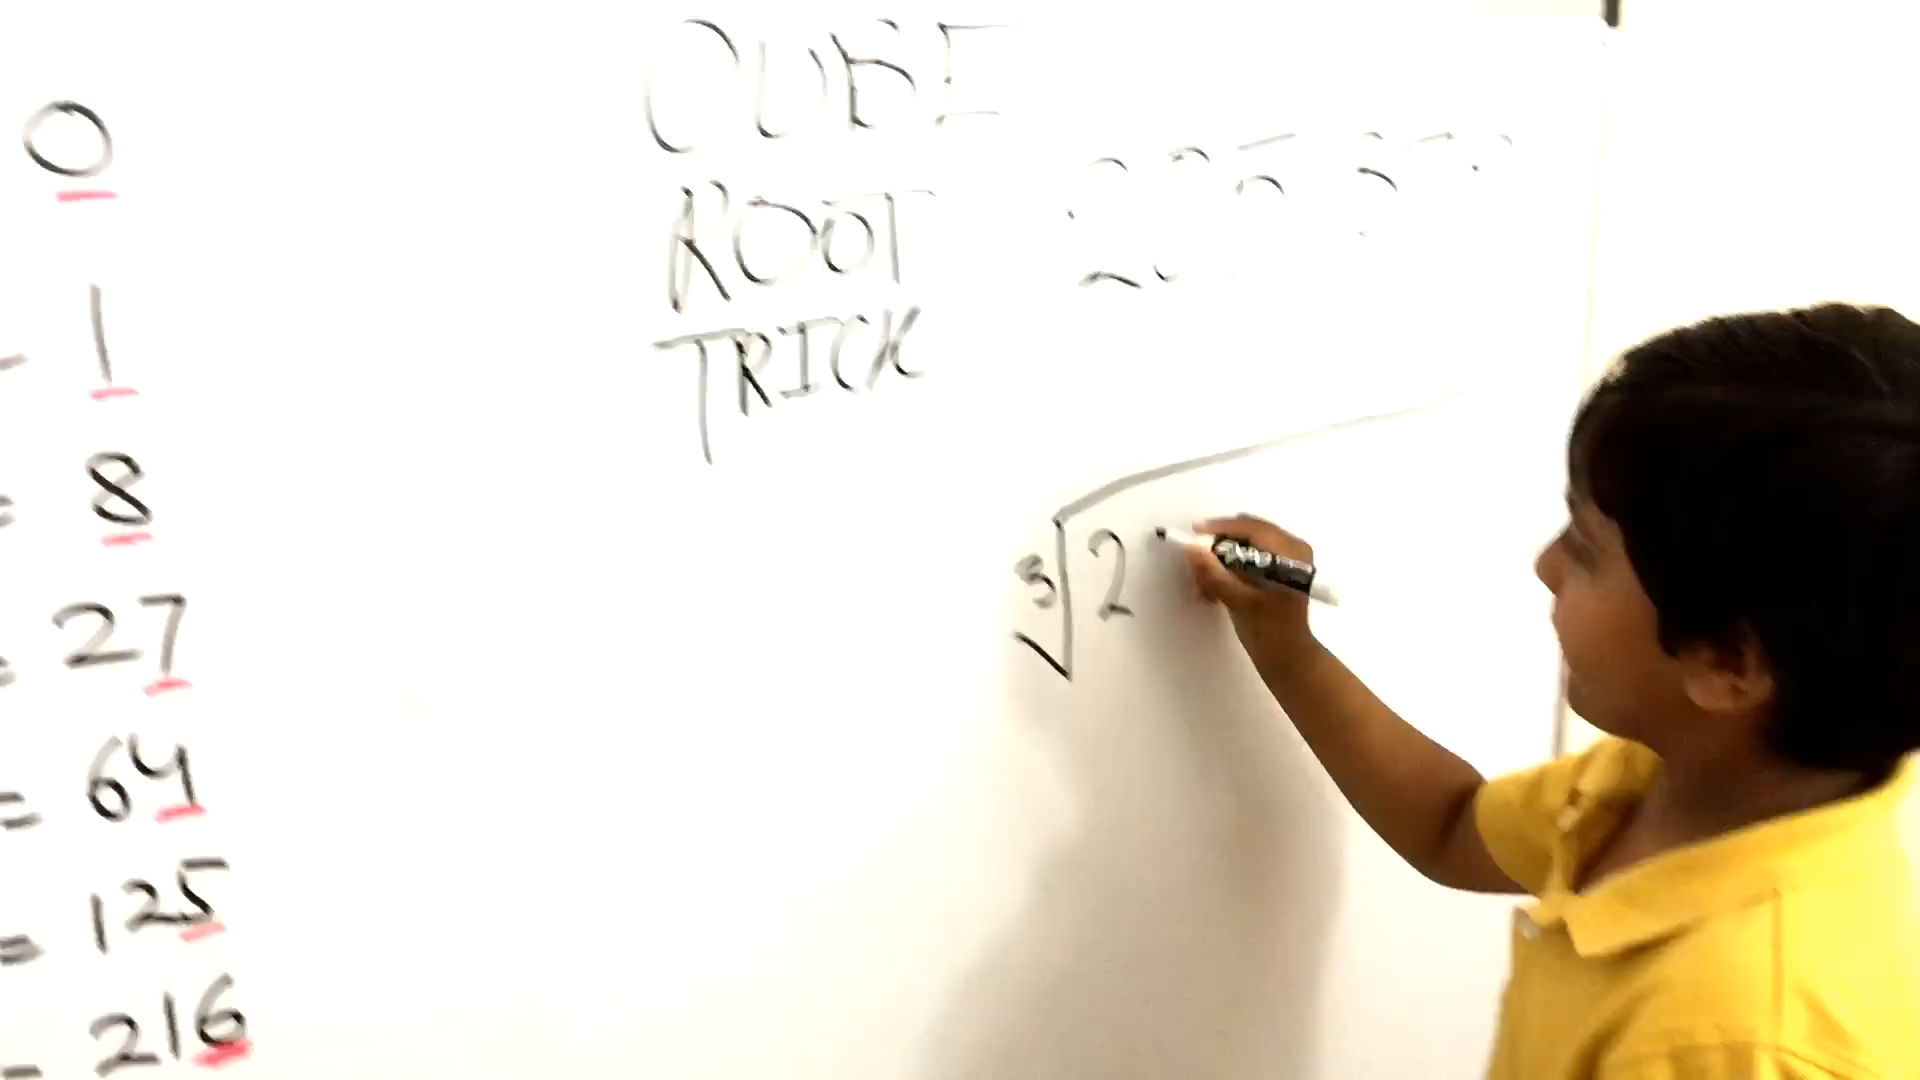 0
- 1
= 8
= 27
= 64
= 125
= 216
CUBE
ROOT
TRICK
3√2